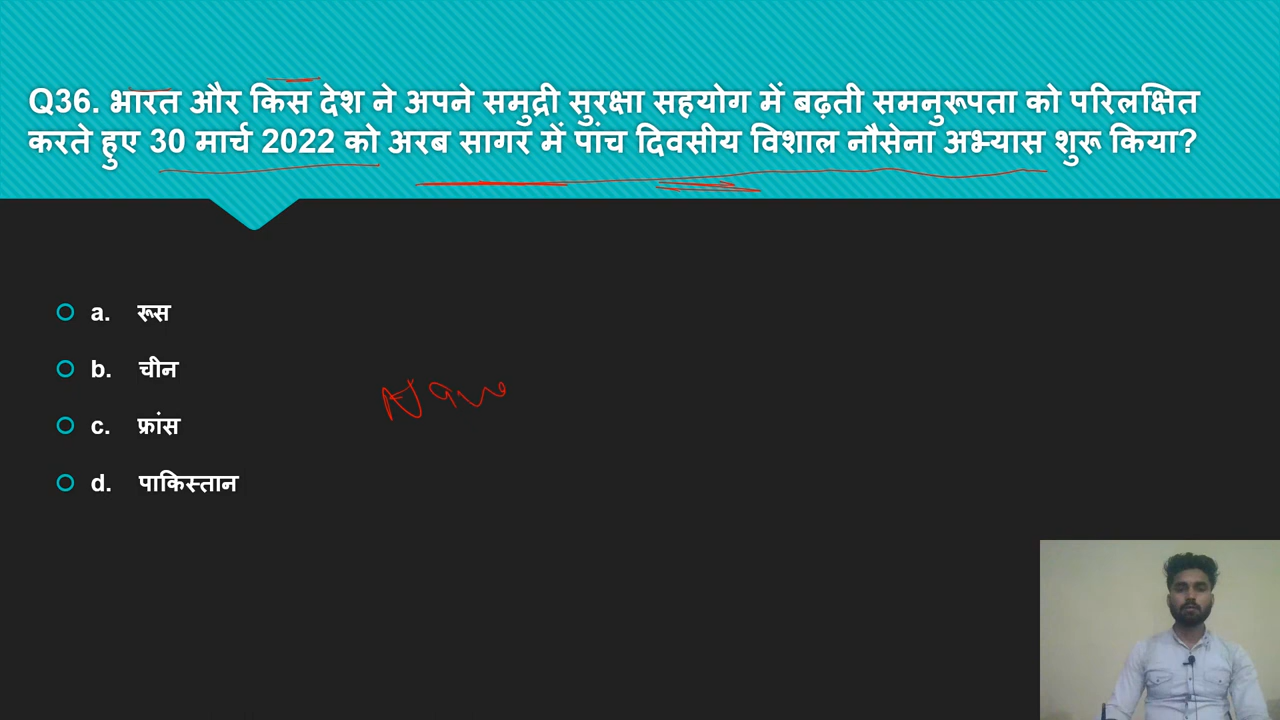 Q36. भारत और किस देश ने अपने समुद्री सुरक्षा सहयोग में बढ़ती समनुरूपता को परिलक्षित
करते हुए 30 मार्च 2022 को अरब सागर में पांच दिवसीय विशाल नौसेना अभ्यास शुरू किया?
a. रूस
b. चीन
c. फ्रांस
d. पाकिस्तान